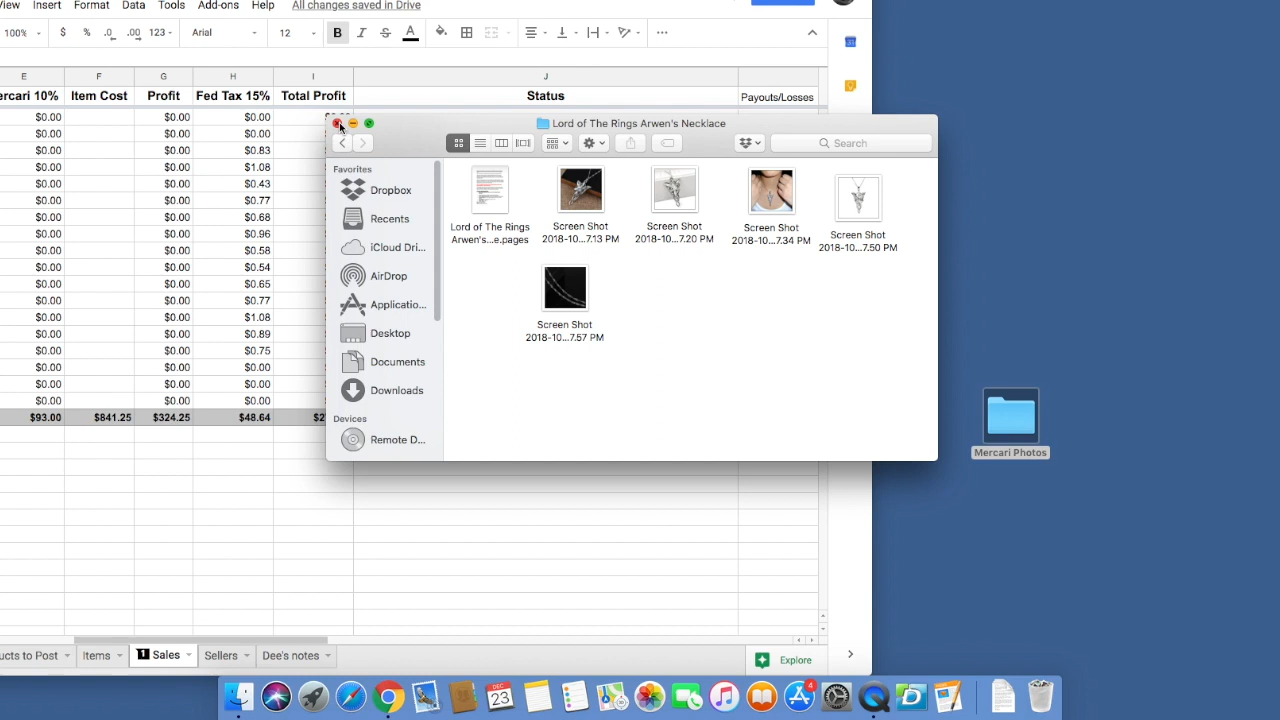 View Insert Format Data Tools Add-ons Help All changes saved in Drive
100% $ % .0 .00 123 Arial 12 B I S A
E F G H I J
ercari 10% Item Cost Profit Fed Tax 15% Total Profit Status Payouts/Losses
$0.00 $0.00 $0.00
$0.00 $0.00 $0.00
$0.00 $0.00 $0.83
$0.00 $0.00 $1.08
$0.00 $0.00 $0.43
$0.00 $0.00 $0.77
$0.00 $0.00 $0.68
$0.00 $0.00 $0.96
$0.00 $0.00 $0.58
$0.00 $0.00 $0.54
$0.00 $0.00 $0.65
$0.00 $0.00 $0.77
$0.00 $0.00 $1.08
$0.00 $0.00 $0.89
$0.00 $0.00 $0.75
$0.00 $0.00 $0.00
$0.00 $0.00 $0.00
$0.00 $0.00 $0.00
$93.00 $841.25 $324.25 $48.64 $2
Lord of The Rings Arwen's Necklace
Search
Favorites
Dropbox
Recents
iCloud Dri...
AirDrop
Applicatio...
Desktop
Documents
Downloads
Devices
Remote D...
Lord of The Rings
Arwen's...e.pages
Screen Shot
2018-10...7.13 PM
Screen Shot
2018-10...7.20 PM
Screen Shot
2018-10...7.34 PM
Screen Shot
2018-10...7.50 PM
Screen Shot
2018-10...7.57 PM
Mercari Photos
31
ucts to Post Items 1 Sales Sellers Dee's notes Explore
DEC
23
4